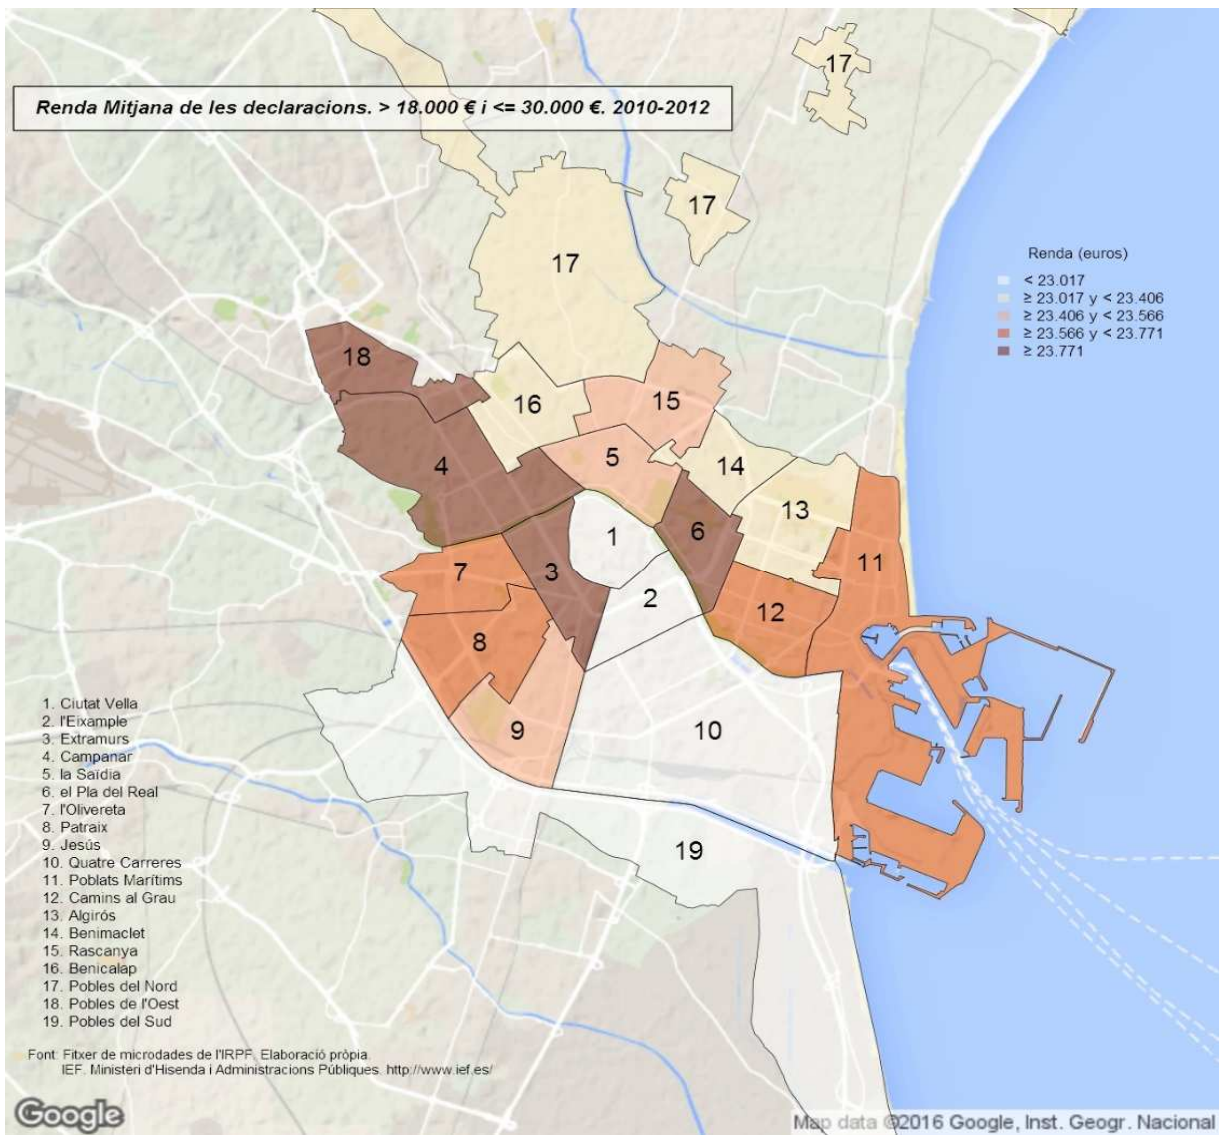 17
Renda Mitjana de les declaracions. > 18.000 € i <= 30.000 €. 2010-2012
17
17
Renda (euros)
< 23.017
≥ 23.017 y < 23.406
≥ 23.406 y < 23.566
≥ 23.566 y < 23.771
≥ 23.771
18
16
15
4
5
14
13
6
1
11
7
3
2
12
8
9
10
19
1. Ciutat Vella
2. l'Eixample
3. Extramurs
4. Campanar
5. la Saïdia
6. el Pla del Real
7. l'Olivereta
8. Patraix
9. Jesús
10. Quatre Carreres
11. Poblats Marítims
12. Camins al Grau
13. Algirós
14. Benimaclet
15. Rascanya
16. Benicalap
17. Pobles del Nord
18. Pobles de l'Oest
19. Pobles del Sud
Font: Fitxer de microdades de l'IRPF. Elaboració pròpia.
IEF. Ministeri d'Hisenda i Administracions Públiques. http://www.ief.es/
Google
Map data ©2016 Google, Inst. Geogr. Nacional